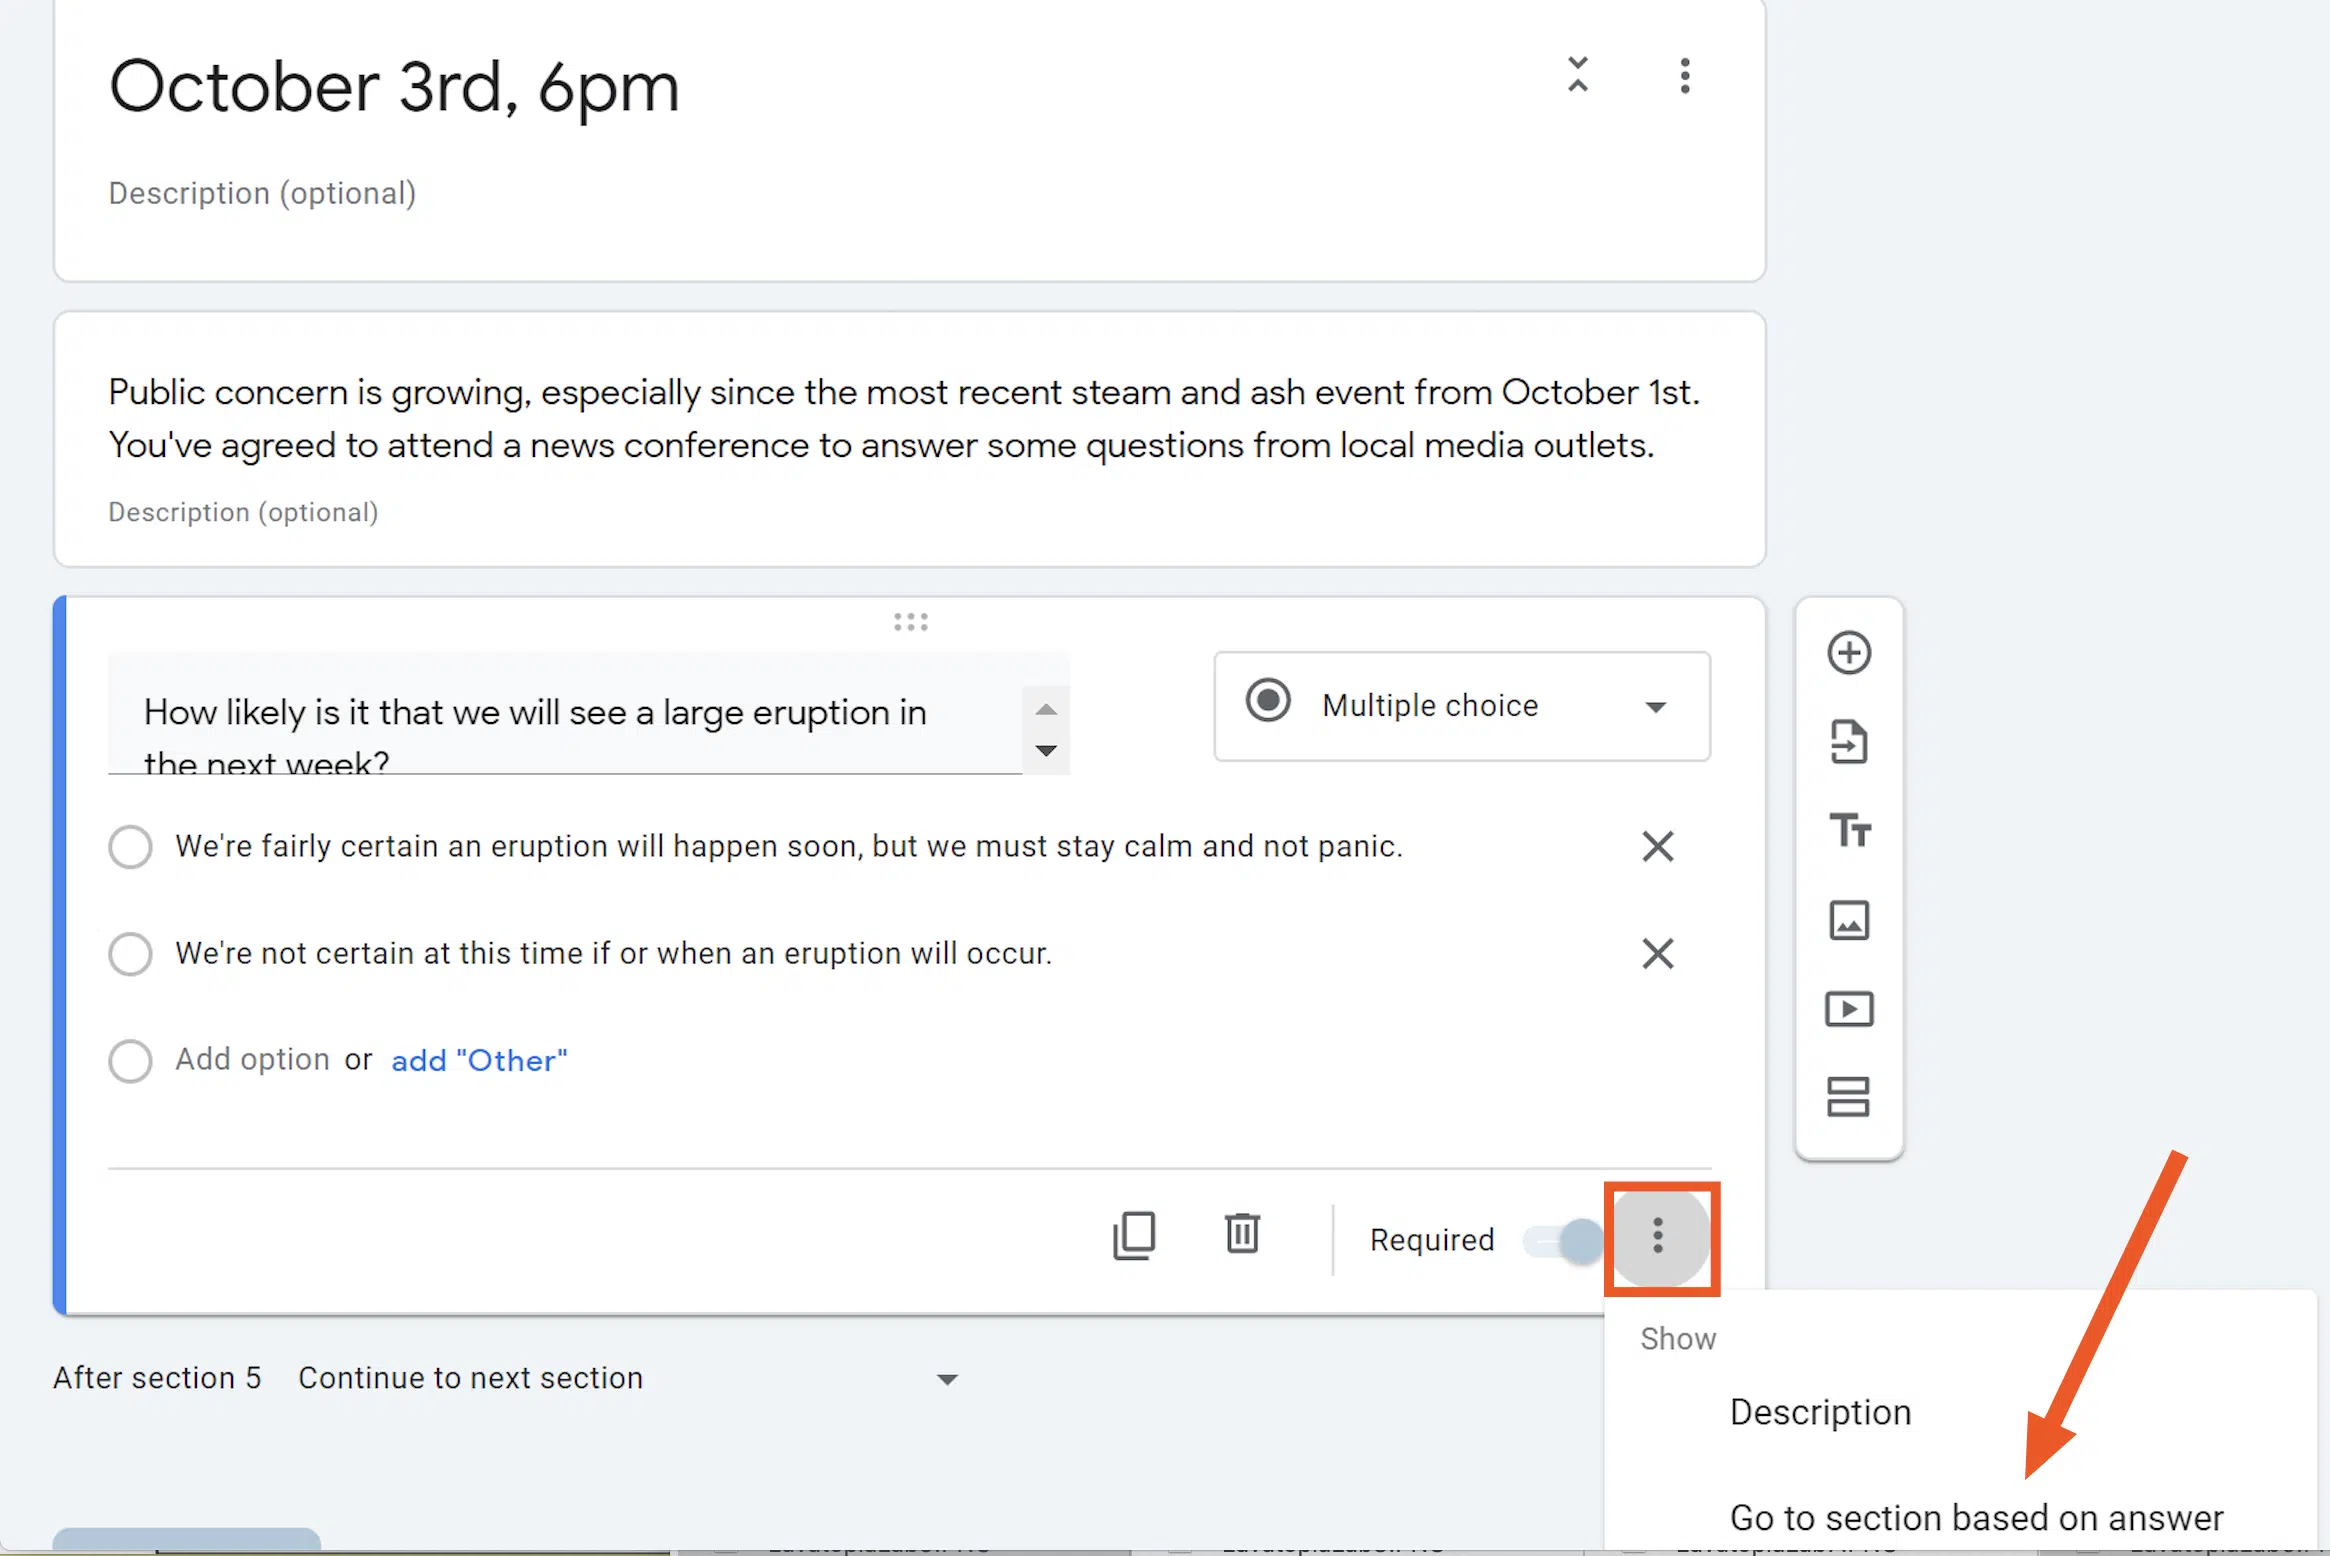 October 3rd, 6pm
Description (optional)
Public concern is growing, especially since the most recent steam and ash event from October 1st.
You've agreed to attend a news conference to answer some questions from local media outlets.
Description (optional)
How likely is it that we will see a large eruption in
the next week?
Multiple choice
We're fairly certain an eruption will happen soon, but we must stay calm and not panic.
We're not certain at this time if or when an eruption will occur.
Add option or add "Other"
Required
After section 5 Continue to next section
Show
Description
Go to section based on answer